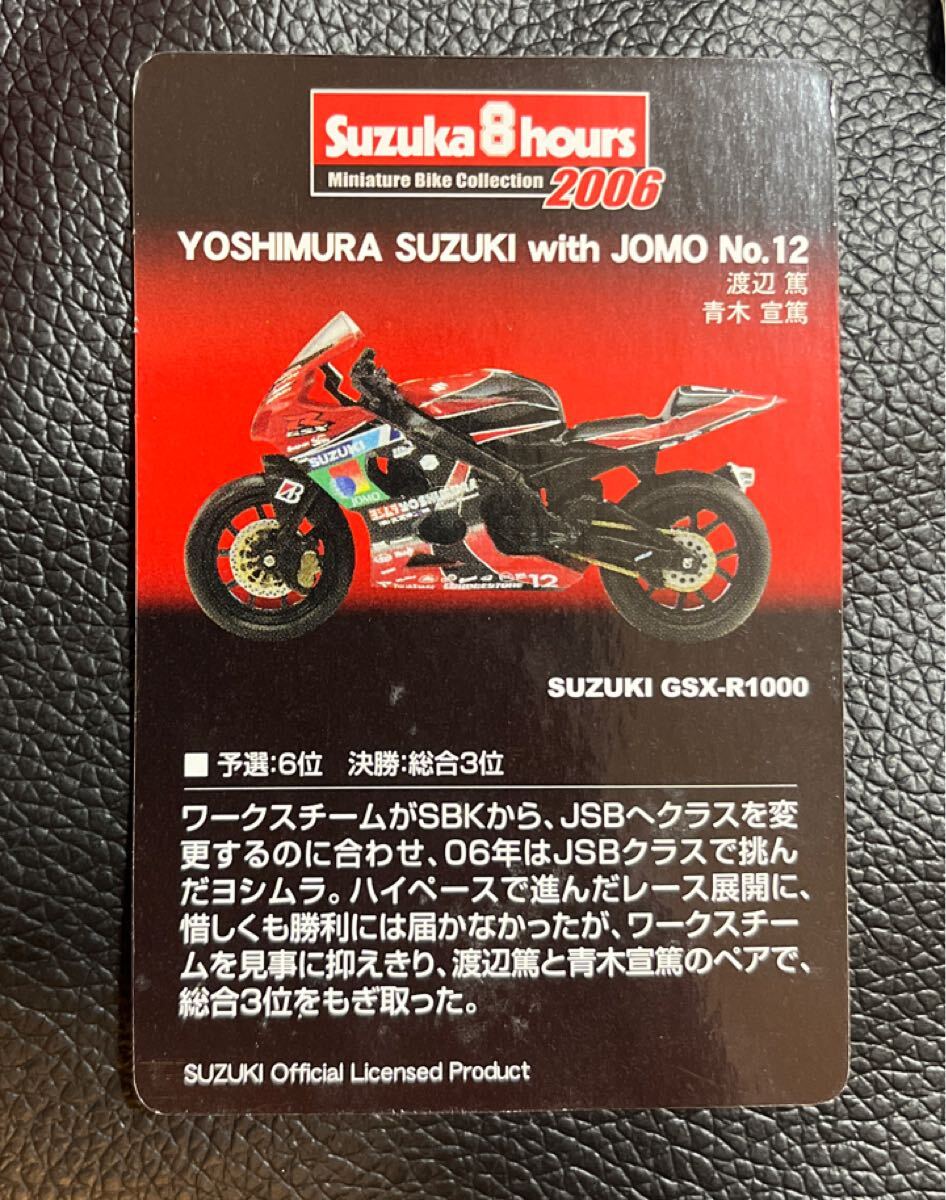 Suzuka 8 hours
Miniature Bike Collection 2006
YOSHIMURA SUZUKI with JOMO No.12
渡辺 篤
青木 宣篤
GSX-R
SUZUKI
JOMO
YOSHIMURA
BRIDGESTONE 12
SUZUKI GSX-R1000
■ 予選:6位 決勝:総合3位
ワークスチームがSBKから、JSBへクラスを変
更するのに合わせ、06年はJSBクラスで挑ん
だヨシムラ。ハイペースで進んだレース展開に、
惜しくも勝利には届かなかったが、ワークスチー
ムを見事に抑えきり、渡辺篤と青木宣篤のペアで、
総合3位をもぎ取った。
SUZUKI Official Licensed Product